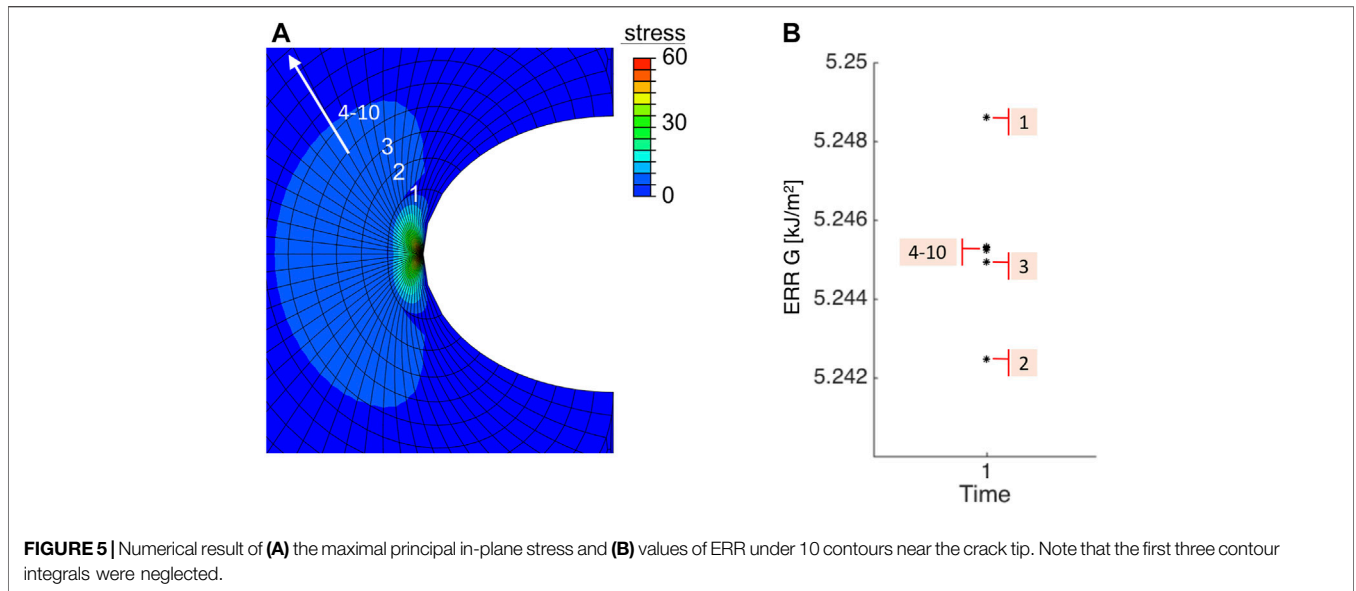 A
stress
60
30
0
4-10
3
2
1
B
5.25
5.248
5.246
5.244
5.242
ERR G [kJ/m²]
1
4-10
3
2
1
Time
FIGURE 5 | Numerical result of (A) the maximal principal in-plane stress and (B) values of ERR under 10 contours near the crack tip. Note that the first three contour
integrals were neglected.